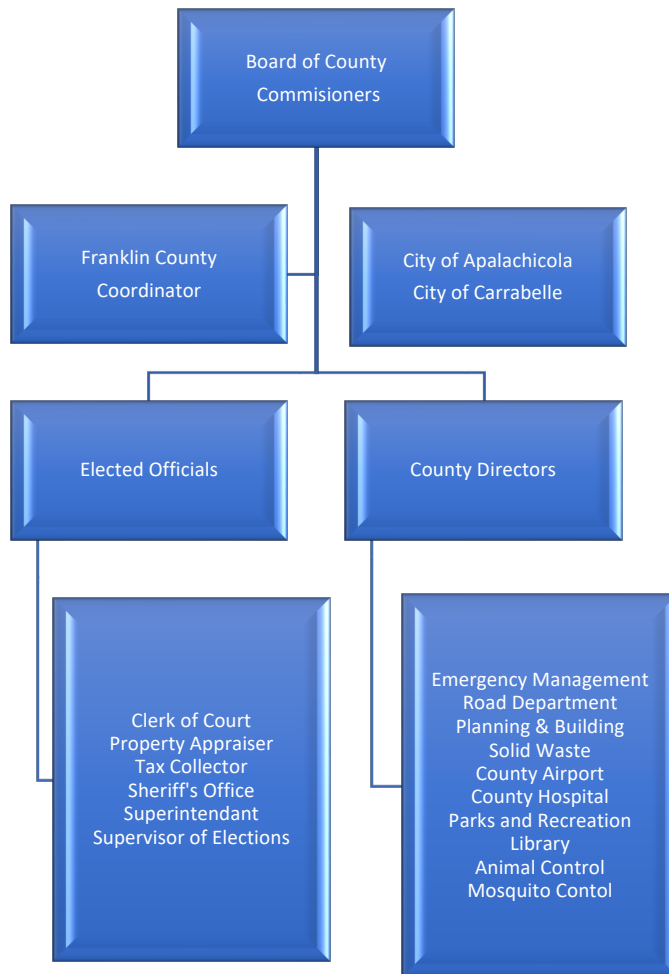 Board of County
Commisioners
Franklin County
Coordinator
City of Apalachicola
City of Carrabelle
Elected Officials
County Directors
Clerk of Court
Property Appraiser
Tax Collector
Sheriff's Office
Superintendant
Supervisor of Elections
Emergency Management
Road Department
Planning & Building
Solid Waste
County Airport
County Hospital
Parks and Recreation
Library
Animal Control
Mosquito Contol